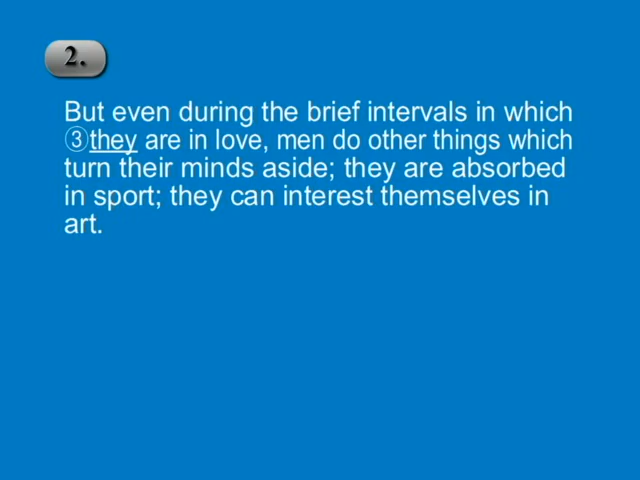 2.
But even during the brief intervals in which
③they are in love, men do other things which
turn their minds aside; they are absorbed
in sport; they can interest themselves in
art.